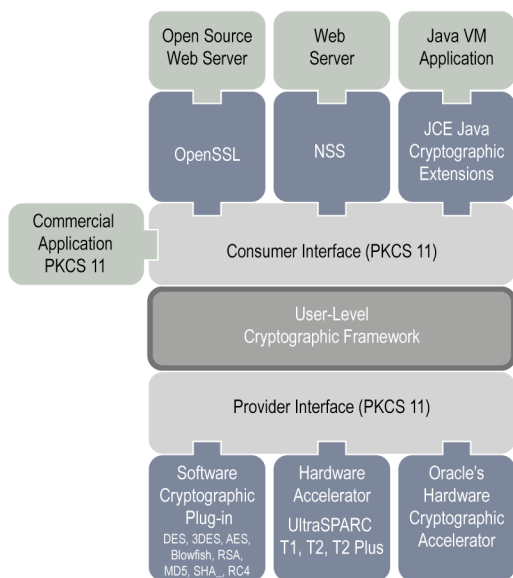 Open Source
Web Server
Web
Server
Java VM
Application
OpenSSL
NSS
JCE Java
Cryptographic
Extensions
Commercial
Application
PKCS 11
Consumer Interface (PKCS 11)
User-Level
Cryptographic Framework
Provider Interface (PKCS 11)
Software
Cryptographic
Plug-in
DES, 3DES, AES,
Blowfish, RSA,
MD5, SHA_, RC4
Hardware
Accelerator
UltraSPARC
T1, T2, T2 Plus
Oracle's
Hardware
Cryptographic
Accelerator